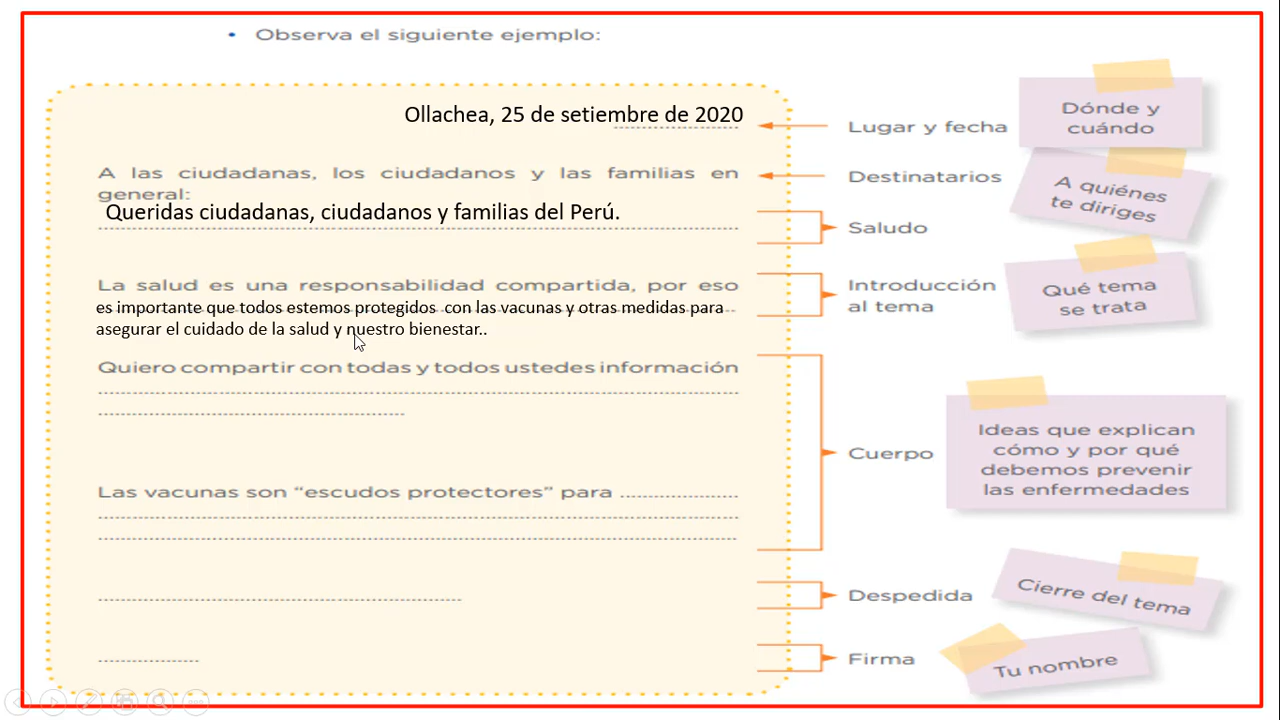 • Observa el siguiente ejemplo:
Ollachea, 25 de setiembre de 2020
A las ciudadanas, los ciudadanos y las familias en
general:
Queridas ciudadanas, ciudadanos y familias del Perú.
La salud es una responsabilidad compartida, por eso
es importante que todos estemos protegidos con las vacunas y otras medidas para
asegurar el cuidado de la salud y nuestro bienestar..
Quiero compartir con todas y todos ustedes información
Las vacunas son “escudos protectores” para ....................
Lugar y fecha
Destinatarios
Saludo
Introducción
al tema
Cuerpo
Despedida
Firma
Dónde y
cuándo
A quiénes
te diriges
Qué tema
se trata
Ideas que explican
cómo y por qué
debemos prevenir
las enfermedades
Cierre del tema
Tu nombre